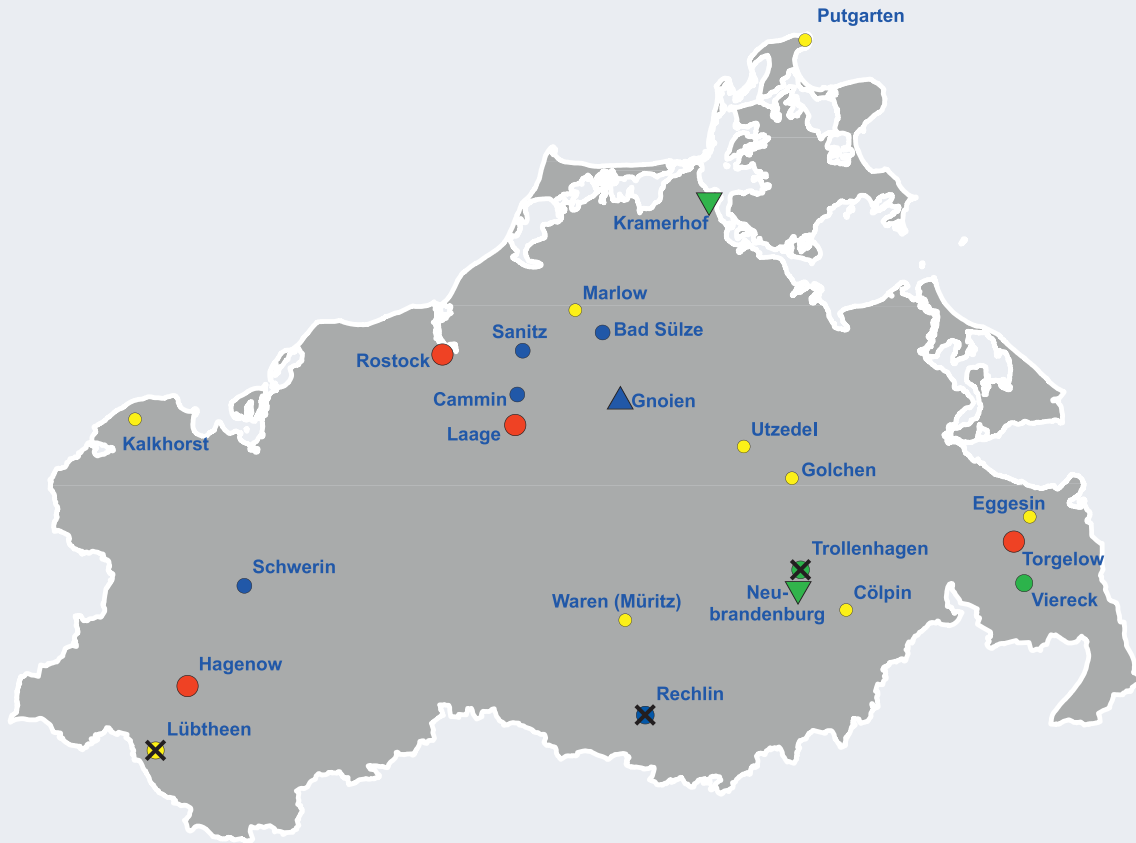 Putgarten
Kramerhof
Marlow
Sanitz
Bad Sülze
Rostock
Cammin
Gnoien
Laage
Kalkhorst
Utzedel
Golchen
Eggesin
Trollenhagen
Torgelow
Schwerin
Neu-
brandenburg
Cölpin
Viereck
Waren (Müritz)
Hagenow
Rechlin
Lübtheen